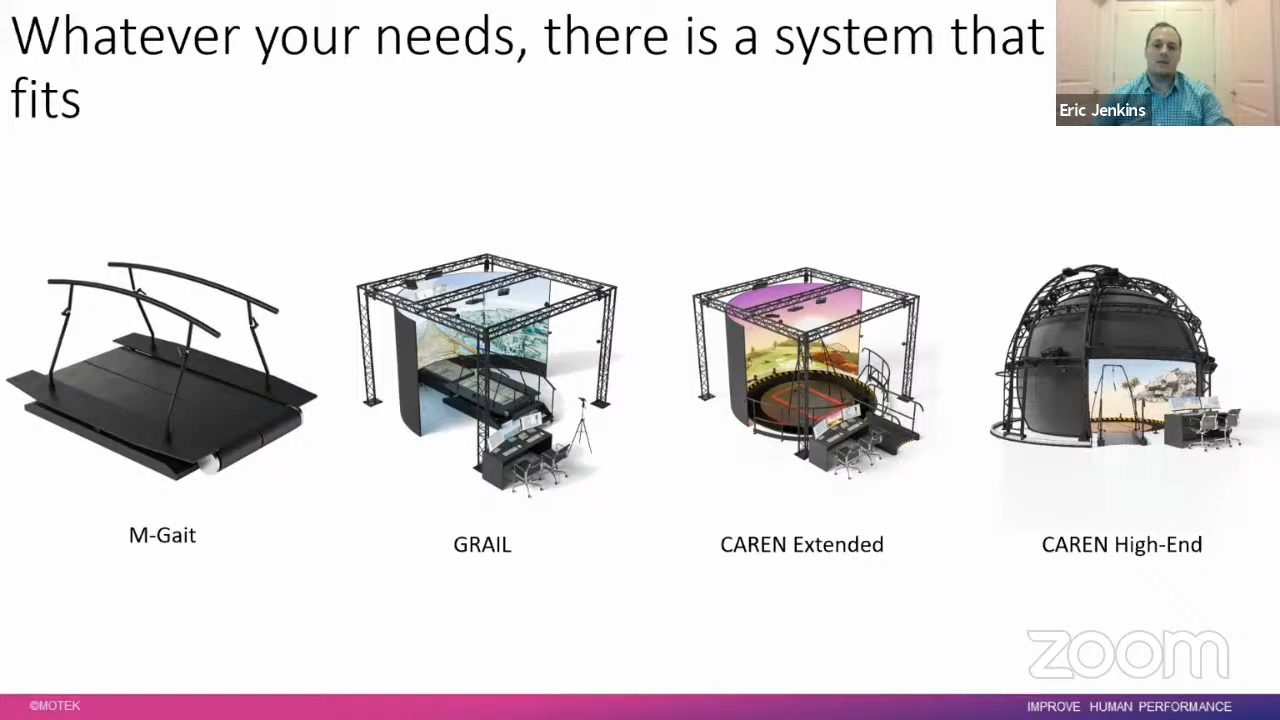 Whatever your needs, there is a system that
fits
Eric Jenkins
M-Gait
GRAIL
CAREN Extended
CAREN High-End
zoom
©MOTEK
IMPROVE HUMAN PERFORMANCE